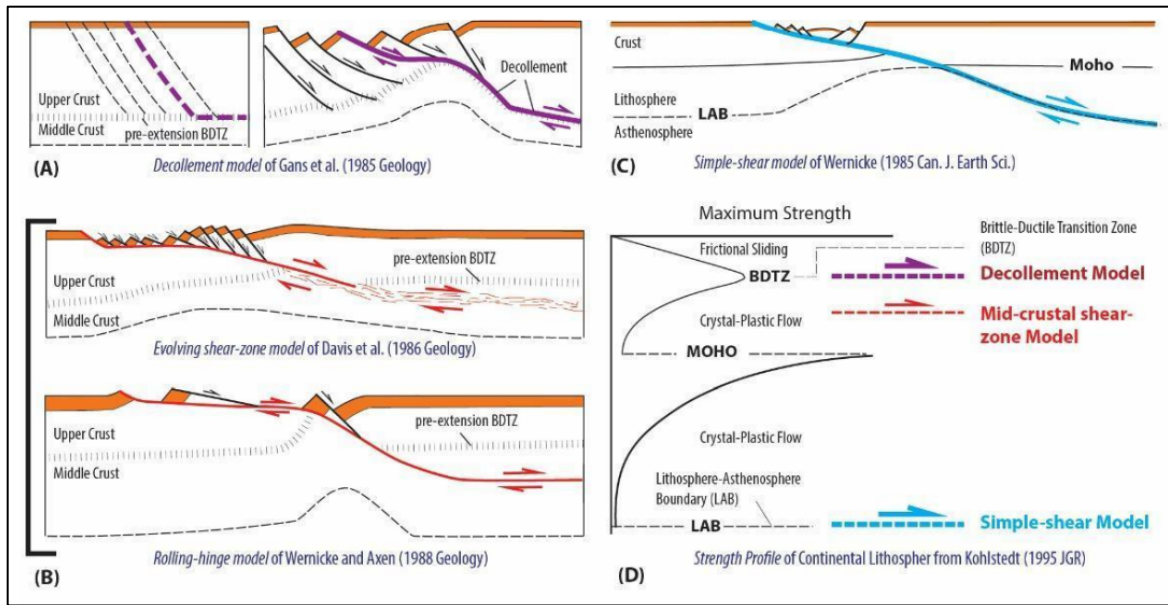 Upper Crust
Middle Crust
pre-extension BDTZ
Decollement
(A)
Decollement model of Gans et al. (1985 Geology)
Crust
Moho
Lithosphere
LAB
Asthenosphere
(C)
Simple-shear model of Wernicke (1985 Can. J. Earth Sci.)
pre-extension BDTZ
Upper Crust
Middle Crust
Evolving shear-zone model of Davis et al. (1986 Geology)
pre-extension BDTZ
Upper Crust
Middle Crust
(B)
Rolling-hinge model of Wernicke and Axen (1988 Geology)
Maximum Strength
Frictional Sliding
BDTZ
Brittle-Ductile Transition Zone
(BDTZ)
Decollement Model
Crystal-Plastic Flow
Mid-crustal shear-
zone Model
MOHO
Crystal-Plastic Flow
Lithosphere-Asthenosphere
Boundary (LAB)
LAB
Simple-shear Model
(D)
Strength Profile of Continental Lithospher from Kohlstedt (1995 JGR)